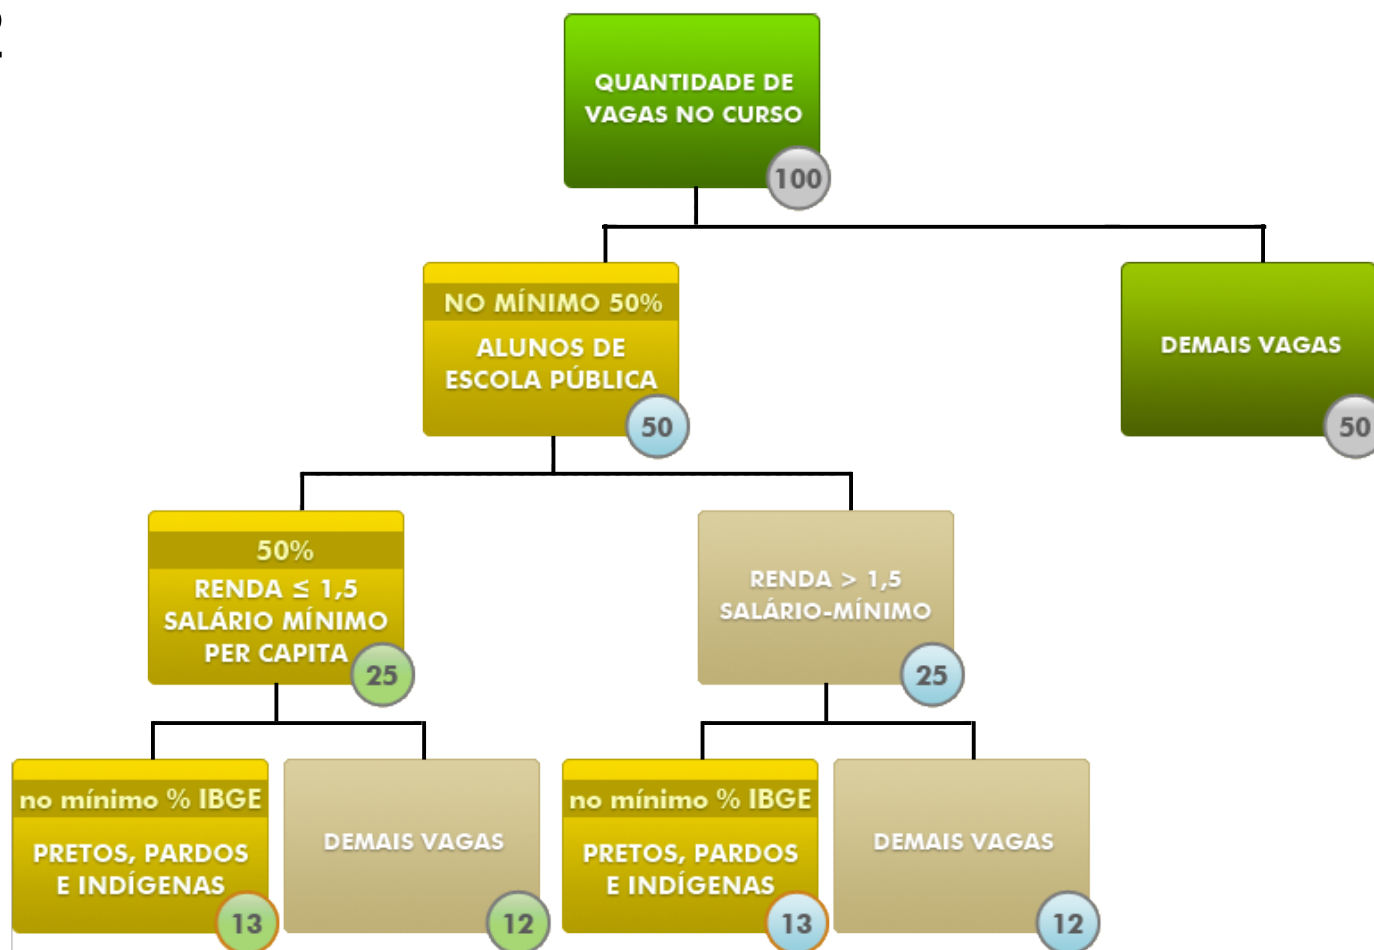 QUANTIDADE DE
VAGAS NO CURSO
100
NO MÍNIMO 50%
ALUNOS DE
ESCOLA PÚBLICA
50
DEMAIS VAGAS
50
50%
RENDA ≤ 1,5
SALÁRIO MÍNIMO
PER CAPITA
25
RENDA > 1,5
SALÁRIO-MÍNIMO
25
no mínimo % IBGE
PRETOS, PARDOS
E INDÍGENAS
13
DEMAIS VAGAS
12
no mínimo % IBGE
PRETOS, PARDOS
E INDÍGENAS
13
DEMAIS VAGAS
12